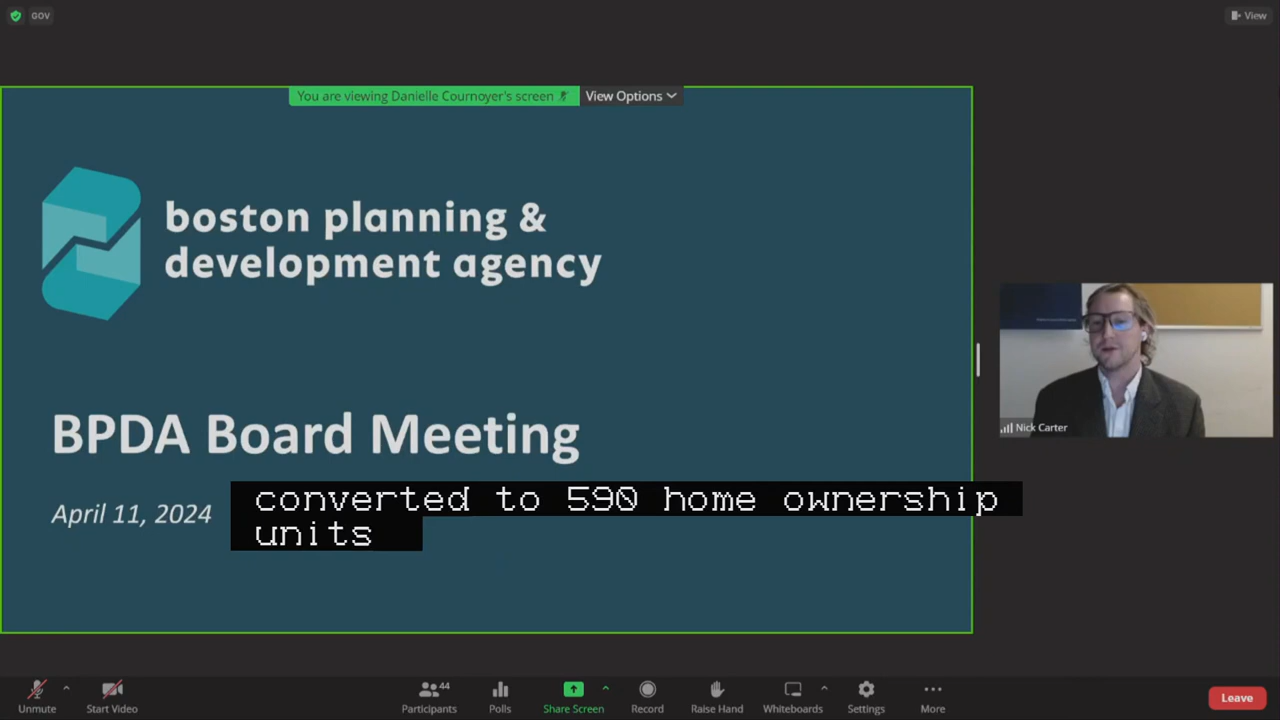 GOV
View
You are viewing Danielle Cournoyer's screen
View Options
boston planning &
development agency
BPDA Board Meeting
April 11, 2024
converted to 590 home ownership
units
Nick Carter
Unmute
Start Video
44
Participants
Polls
Share Screen
Record
Raise Hand
Whiteboards
Settings
More
Leave